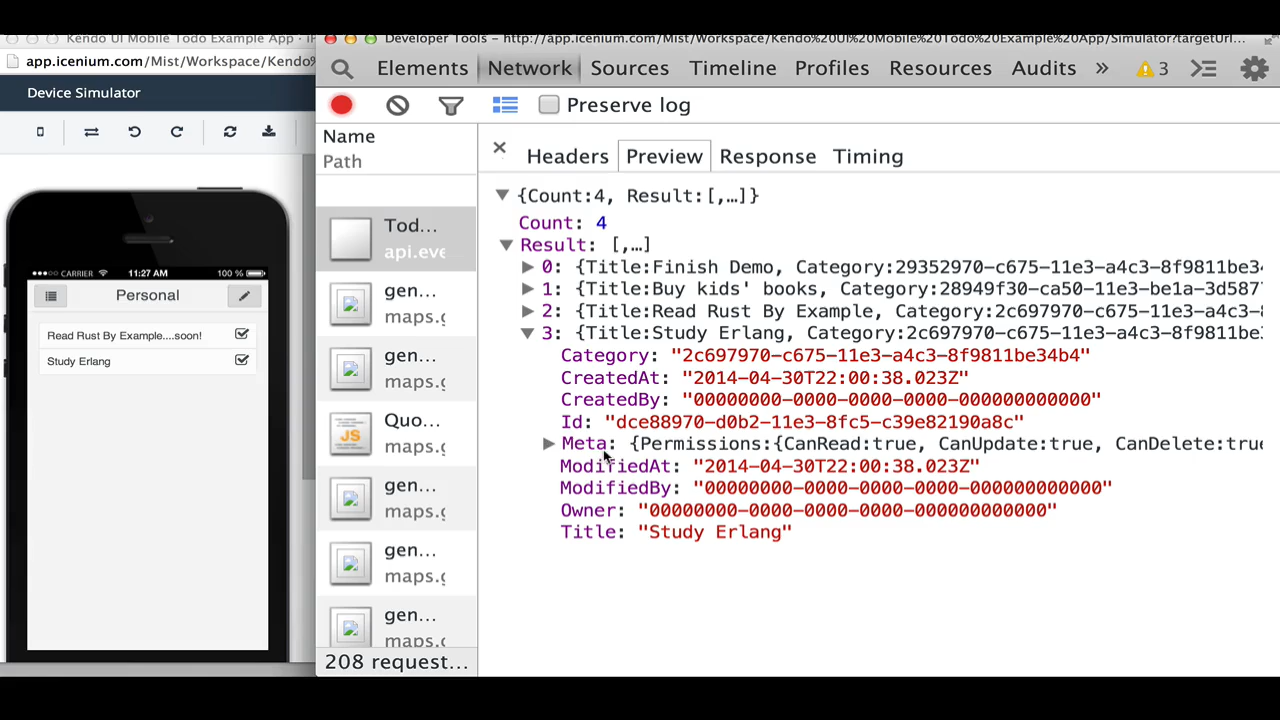 Kendo UI Mobile Todo Example App
app.icenium.com/Mist/Workspace/Kendo
Device Simulator
CARRIER 11:27 AM 100 %
Personal
Read Rust By Example....soon!
Study Erlang
Developer Tools - http://app.icenium.com/Mist/Workspace/Kendo%20UI%20Mobile%20Todo%20Example%20App/Simulator?targetUrl...
Elements Network Sources Timeline Profiles Resources Audits » 3
Preserve log
Name
Path
Tod...
api.eve
gen...
maps.g
gen...
maps.g
Quo...
JS
maps.g
gen...
maps.g
gen...
maps.g
gen...
maps.g
208 request...
× Headers Preview Response Timing
{Count:4, Result:[,…]}
Count: 4
Result: [,…]
0: {Title:Finish Demo, Category:29352970-c675-11e3-a4c3-8f9811be34
1: {Title:Buy kids' books, Category:28949f30-ca50-11e3-be1a-3d587
2: {Title:Read Rust By Example, Category:2c697970-c675-11e3-a4c3-8
3: {Title:Study Erlang, Category:2c697970-c675-11e3-a4c3-8f9811be3
Category: "2c697970-c675-11e3-a4c3-8f9811be34b4"
CreatedAt: "2014-04-30T22:00:38.023Z"
CreatedBy: "00000000-0000-0000-0000-000000000000"
Id: "dce88970-d0b2-11e3-8fc5-c39e82190a8c"
Meta: {Permissions:{CanRead:true, CanUpdate:true, CanDelete:true
ModifiedAt: "2014-04-30T22:00:38.023Z"
ModifiedBy: "00000000-0000-0000-0000-000000000000"
Owner: "00000000-0000-0000-0000-000000000000"
Title: "Study Erlang"